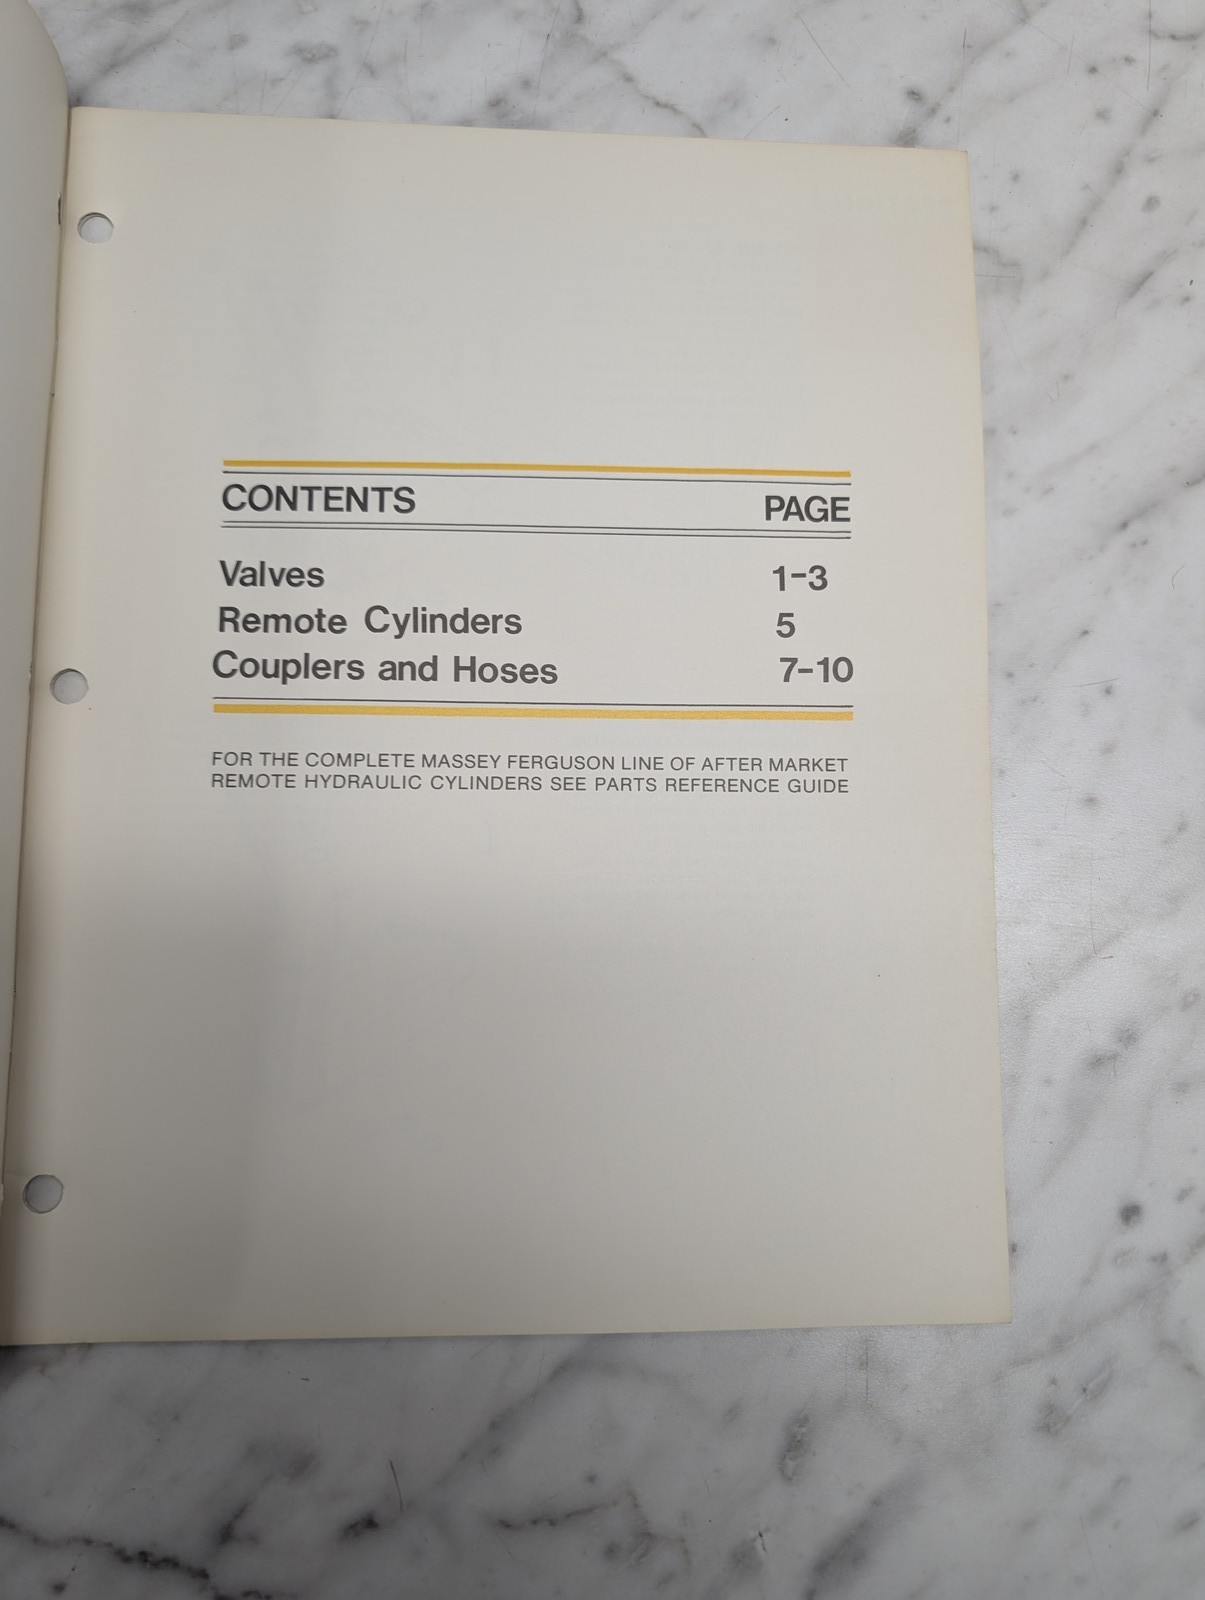 CONTENTS PAGE
Valves 1-3
Remote Cylinders 5
Couplers and Hoses 7-10
FOR THE COMPLETE MASSEY FERGUSON LINE OF AFTER MARKET
REMOTE HYDRAULIC CYLINDERS SEE PARTS REFERENCE GUIDE